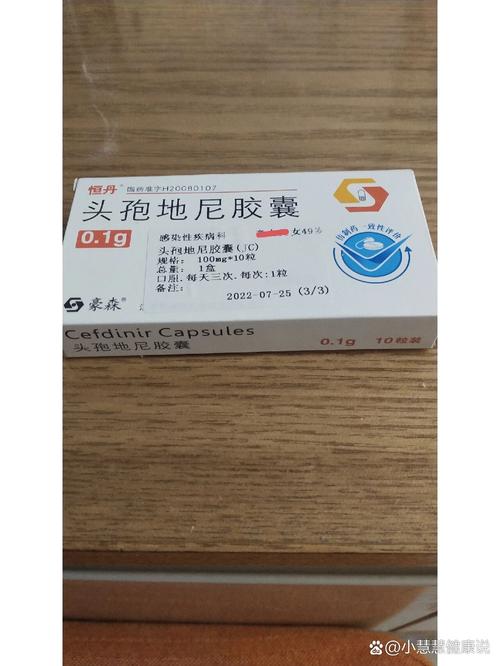 恒丹® 国药准字H20080107
头孢地尼胶囊
0.1g
感染性疾病科 女49岁
头孢地尼胶囊(JC)
规格: 100mg*10粒
总量: 1盒
口服.每天三次.每次:1粒
备注:
2022-07-25 (3/3)
豪森®
仿制药一致性评价
Cefdinir Capsules
头孢地尼胶囊 0.1g 10粒装
@小慧慧健康说